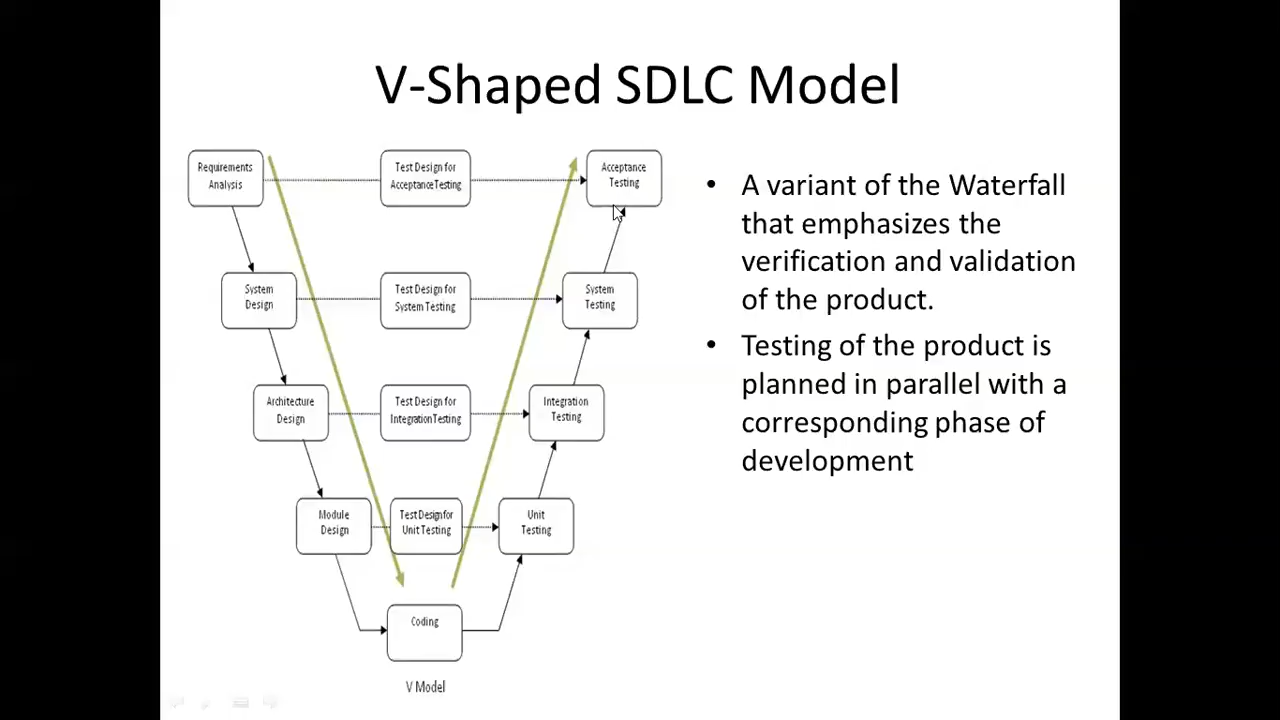 V-Shaped SDLC Model
Requirements
Analysis
Test Design for
Acceptance Testing
Acceptance
Testing
System
Design
Test Design for
System Testing
System
Testing
Architecture
Design
Test Design for
Integration Testing
Integration
Testing
Module
Design
Test Design for
Unit Testing
Unit
Testing
Coding
V Model
• A variant of the Waterfall
that emphasizes the
verification and validation
of the product.
• Testing of the product is
planned in parallel with a
corresponding phase of
development